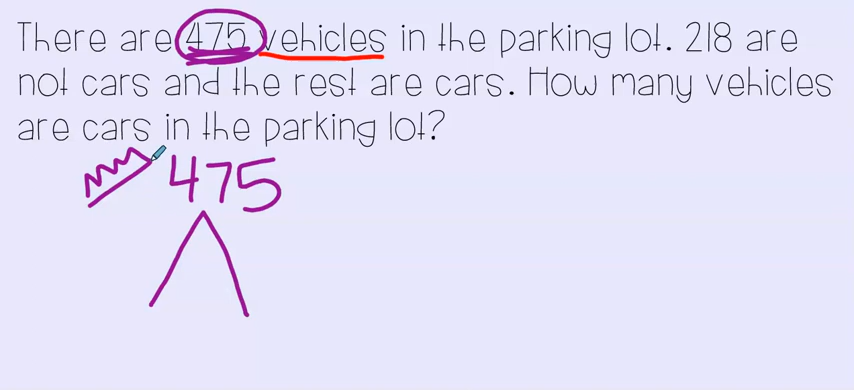 There are 475 vehicles in the parking lot. 218 are
not cars and the rest are cars. How many vehicles
are cars in the parking lot?
475